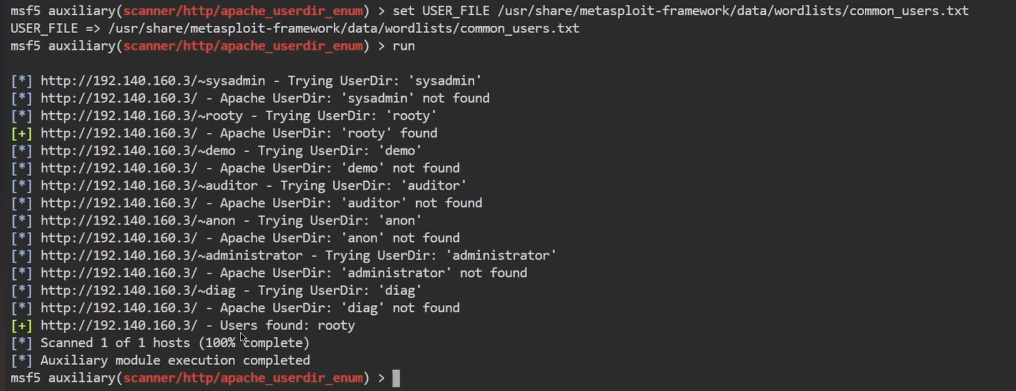 msf5 auxiliary(scanner/http/apache_userdir_enum) > set USER_FILE /usr/share/metasploit-framework/data/wordlists/common_users.txt
USER_FILE => /usr/share/metasploit-framework/data/wordlists/common_users.txt
msf5 auxiliary(scanner/http/apache_userdir_enum) > run
[*] http://192.140.160.3/~sysadmin - Trying UserDir: 'sysadmin'
[*] http://192.140.160.3/ - Apache UserDir: 'sysadmin' not found
[*] http://192.140.160.3/~rooty - Trying UserDir: 'rooty'
[+] http://192.140.160.3/ - Apache UserDir: 'rooty' found
[*] http://192.140.160.3/~demo - Trying UserDir: 'demo'
[*] http://192.140.160.3/ - Apache UserDir: 'demo' not found
[*] http://192.140.160.3/~auditor - Trying UserDir: 'auditor'
[*] http://192.140.160.3/ - Apache UserDir: 'auditor' not found
[*] http://192.140.160.3/~anon - Trying UserDir: 'anon'
[*] http://192.140.160.3/ - Apache UserDir: 'anon' not found
[*] http://192.140.160.3/~administrator - Trying UserDir: 'administrator'
[*] http://192.140.160.3/ - Apache UserDir: 'administrator' not found
[*] http://192.140.160.3/~diag - Trying UserDir: 'diag'
[*] http://192.140.160.3/ - Apache UserDir: 'diag' not found
[+] http://192.140.160.3/ - Users found: rooty
[*] Scanned 1 of 1 hosts (100% complete)
[*] Auxiliary module execution completed
msf5 auxiliary(scanner/http/apache_userdir_enum) >